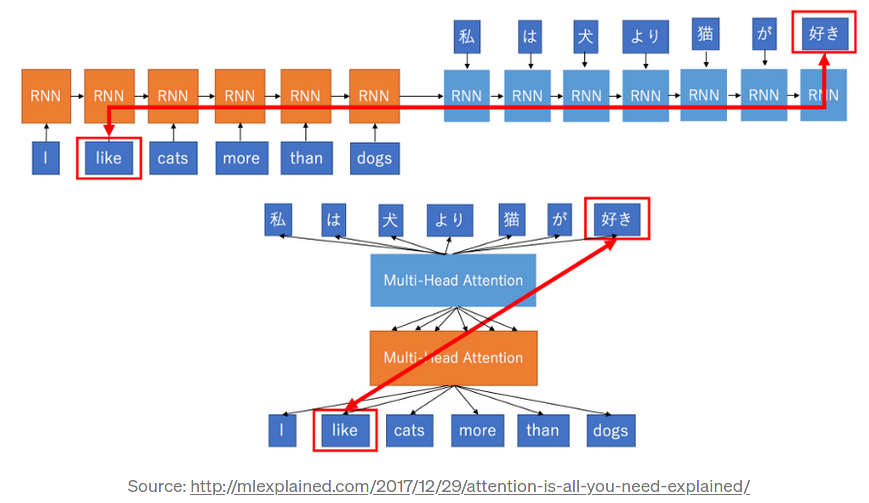 私 は 犬 より 猫 が 好き
RNN RNN RNN RNN RNN RNN RNN RNN RNN RNN RNN RNN RNN
I like cats more than dogs
私 は 犬 より 猫 が 好き
Multi-Head Attention
Multi-Head Attention
I like cats more than dogs
Source: http://mlexplained.com/2017/12/29/attention-is-all-you-need-explained/